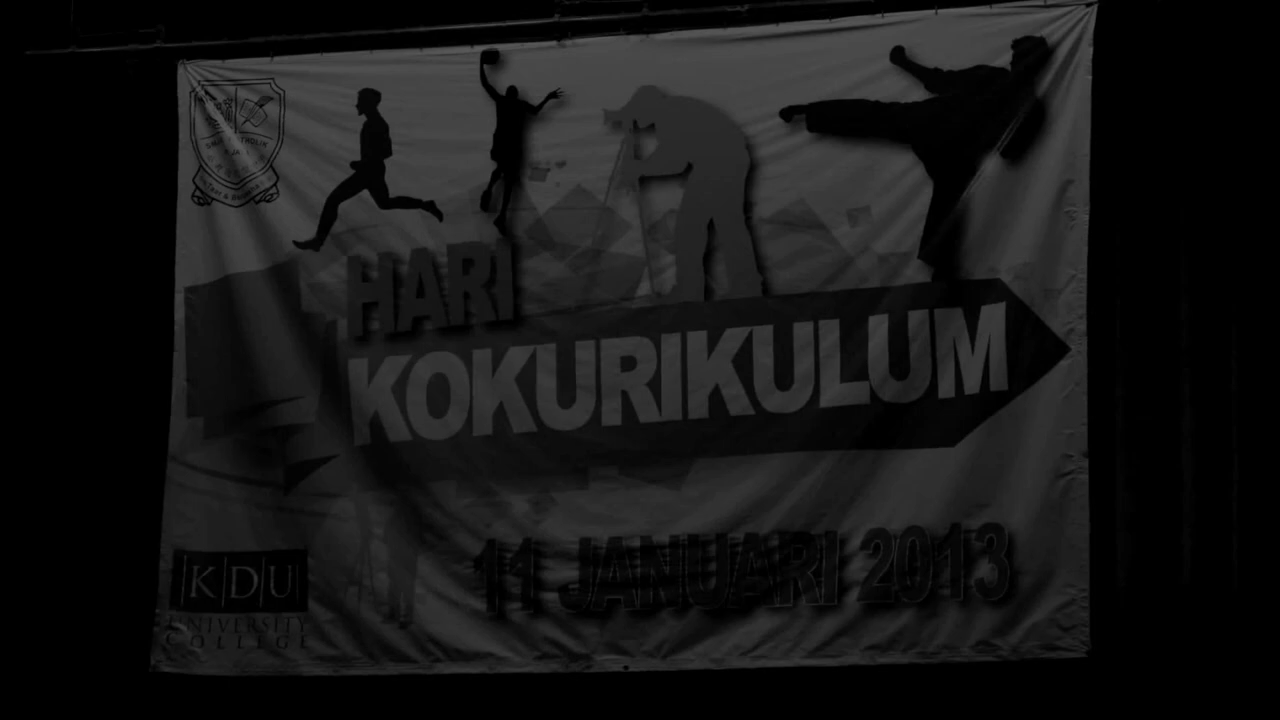 HARI
KOKURIKULUM
11 JANUARI 2013
KDU
UNIVERSITY
COLLEGE